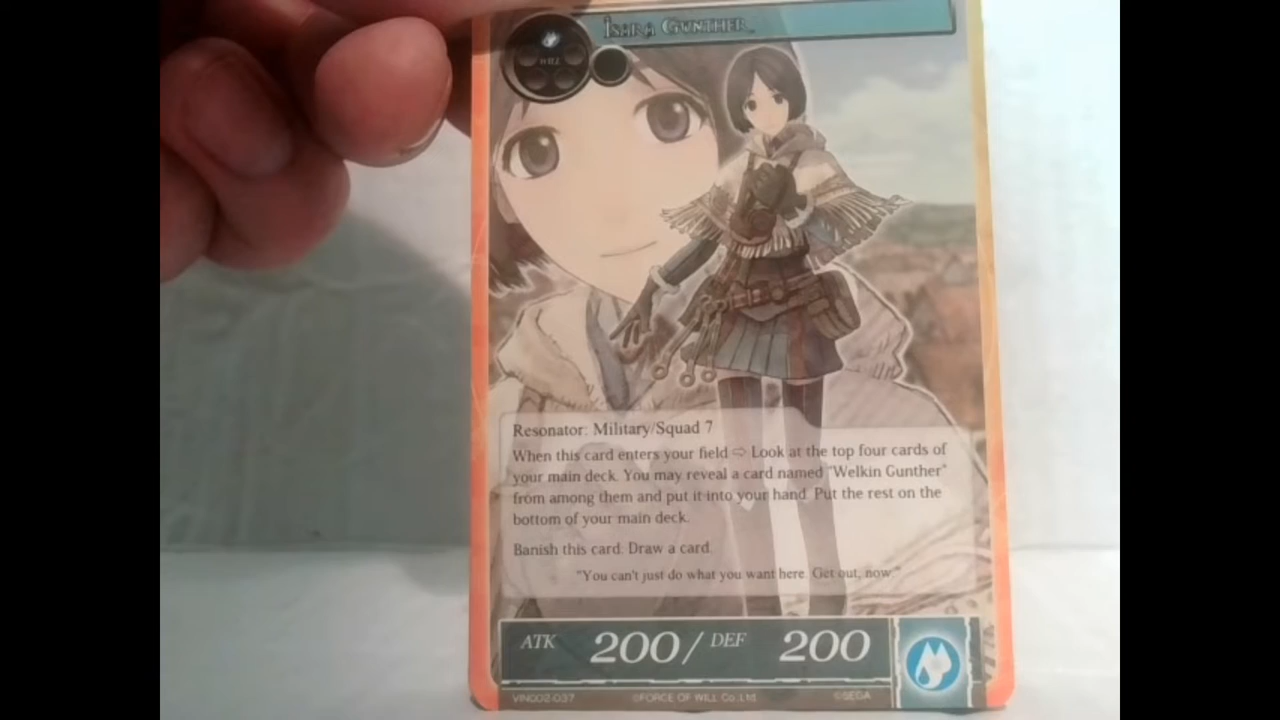 Isara Gunther
WILL
Resonator: Military/Squad 7
When this card enters your field ⇨ Look at the top four cards of
your main deck. You may reveal a card named "Welkin Gunther"
from among them and put it into your hand. Put the rest on the
bottom of your main deck.
Banish this card: Draw a card.
"You can't just do what you want here. Get out, now."
ATK 200 / DEF 200
VIN002-037 ©FORCE OF WILL Co.,Ltd. ©SEGA